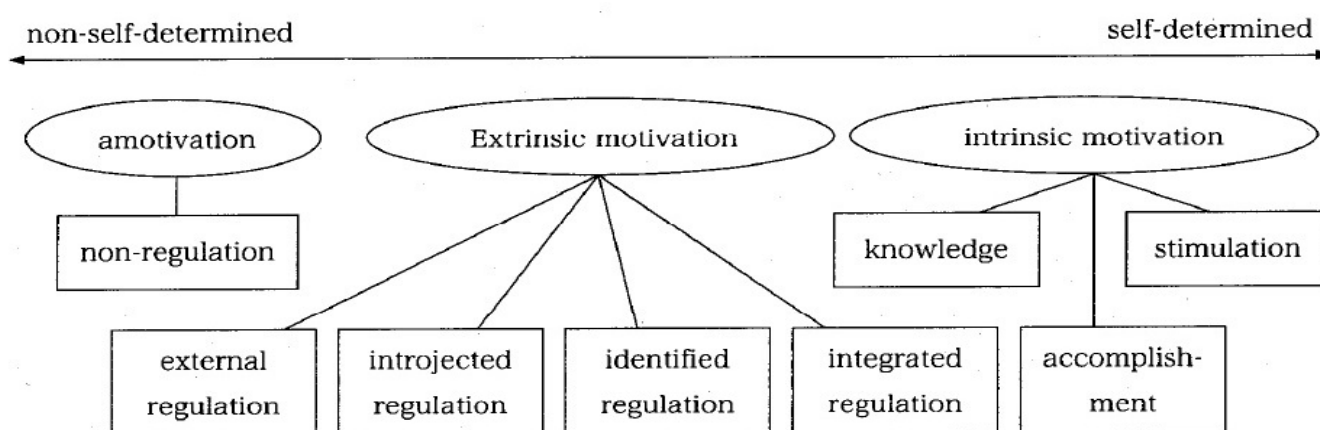 non-self-determined self-determined
amotivation Extrinsic motivation intrinsic motivation
non-regulation knowledge stimulation
external introjected identified integrated accomplish-
regulation regulation regulation regulation ment